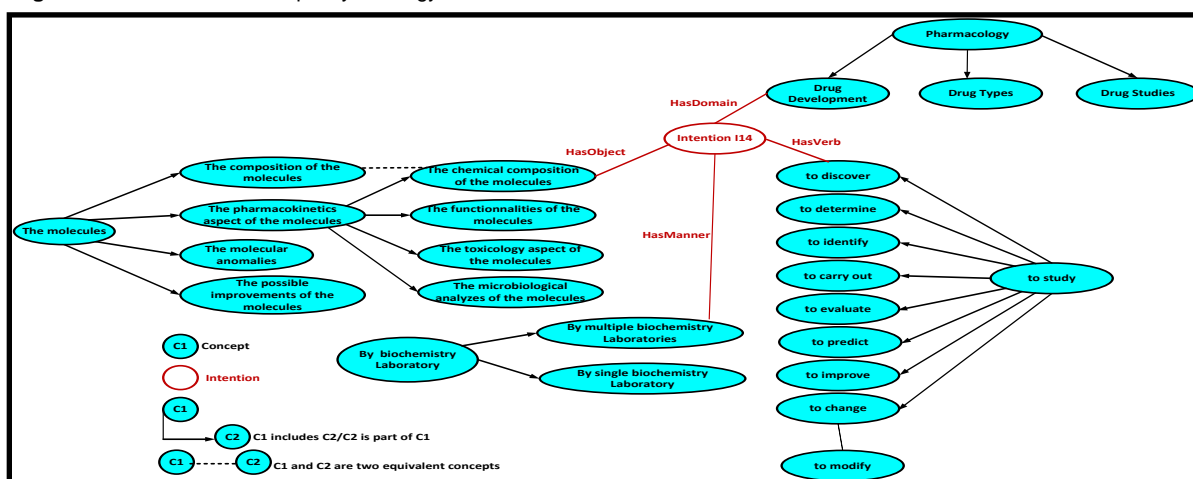 Pharmacology
Drug
Development
Drug Types
Drug Studies
HasDomain
Intention I14
HasVerb
HasObject
HasManner
The composition of the
molecules
The chemical composition
of the molecules
The molecules
The pharmacokinetics
aspect of the molecules
The functionnalities of the
molecules
The molecular
anomalies
The toxicology aspect of
the molecules
The possible
improvements of the
molecules
The microbiological
analyzes of the molecules
to discover
to determine
to identify
to carry out
to evaluate
to predict
to improve
to change
to modify
to study
By biochemistry
Laboratory
By multiple biochemistry
Laboratories
By single biochemistry
Laboratory
C1 Concept
Intention
C1
C2 C1 includes C2/C2 is part of C1
C1 C2 C1 and C2 are two equivalent concepts